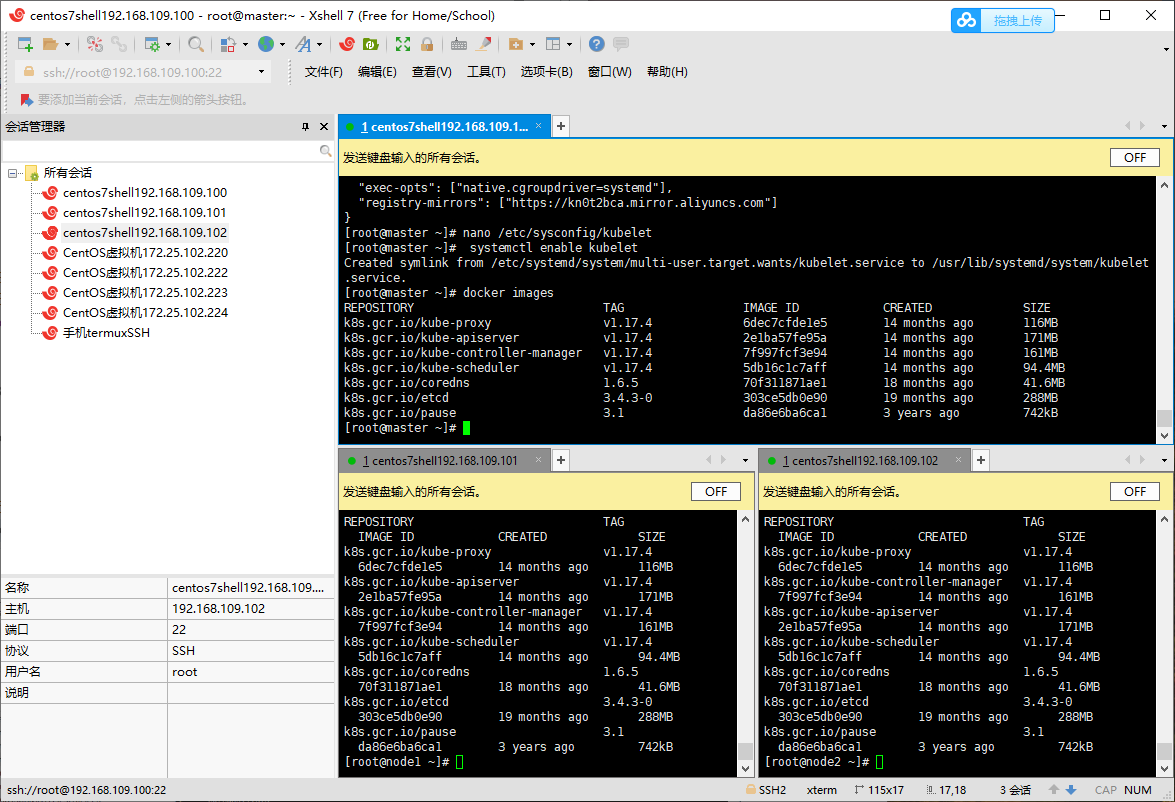 centos7shell192.168.109.100 - root@master:~ - Xshell 7 (Free for Home/School)
拖拽上传
ssh://root@192.168.109.100:22
文件(F) 编辑(E) 查看(V) 工具(T) 选项卡(B) 窗口(W) 帮助(H)
要添加当前会话，点击左侧的箭头按钮。
会话管理器
所有会话
centos7shell192.168.109.100
centos7shell192.168.109.101
centos7shell192.168.109.102
CentOS虚拟机172.25.102.220
CentOS虚拟机172.25.102.222
CentOS虚拟机172.25.102.223
CentOS虚拟机172.25.102.224
手机termuxSSH
名称 centos7shell192.168.109....
主机 192.168.109.102
端口 22
协议 SSH
用户名 root
说明
1 centos7shell192.168.109.1...
发送键盘输入的所有会话。 OFF
"exec-opts": ["native.cgroupdriver=systemd"],
"registry-mirrors": ["https://kn0t2bca.mirror.aliyuncs.com"]
}
[root@master ~]# nano /etc/sysconfig/kubelet
[root@master ~]#  systemctl enable kubelet
Created symlink from /etc/systemd/system/multi-user.target.wants/kubelet.service to /usr/lib/systemd/system/kubelet
.service.
[root@master ~]# docker images
REPOSITORY TAG IMAGE ID CREATED SIZE
k8s.gcr.io/kube-proxy v1.17.4 6dec7cfde1e5 14 months ago 116MB
k8s.gcr.io/kube-apiserver v1.17.4 2e1ba57fe95a 14 months ago 171MB
k8s.gcr.io/kube-controller-manager v1.17.4 7f997fcf3e94 14 months ago 161MB
k8s.gcr.io/kube-scheduler v1.17.4 5db16c1c7aff 14 months ago 94.4MB
k8s.gcr.io/coredns 1.6.5 70f311871ae1 18 months ago 41.6MB
k8s.gcr.io/etcd 3.4.3-0 303ce5db0e90 19 months ago 288MB
k8s.gcr.io/pause 3.1 da86e6ba6ca1 3 years ago 742kB
[root@master ~]#
1 centos7shell192.168.109.101
发送键盘输入的所有会话。 OFF
REPOSITORY TAG
IMAGE ID CREATED SIZE
k8s.gcr.io/kube-proxy v1.17.4
6dec7cfde1e5 14 months ago 116MB
k8s.gcr.io/kube-apiserver v1.17.4
2e1ba57fe95a 14 months ago 171MB
k8s.gcr.io/kube-controller-manager v1.17.4
7f997fcf3e94 14 months ago 161MB
k8s.gcr.io/kube-scheduler v1.17.4
5db16c1c7aff 14 months ago 94.4MB
k8s.gcr.io/coredns 1.6.5
70f311871ae1 18 months ago 41.6MB
k8s.gcr.io/etcd 3.4.3-0
303ce5db0e90 19 months ago 288MB
k8s.gcr.io/pause 3.1
da86e6ba6ca1 3 years ago 742kB
[root@node1 ~]#
1 centos7shell192.168.109.102
发送键盘输入的所有会话。 OFF
REPOSITORY TAG
IMAGE ID CREATED SIZE
k8s.gcr.io/kube-proxy v1.17.4
6dec7cfde1e5 14 months ago 116MB
k8s.gcr.io/kube-controller-manager v1.17.4
7f997fcf3e94 14 months ago 161MB
k8s.gcr.io/kube-apiserver v1.17.4
2e1ba57fe95a 14 months ago 171MB
k8s.gcr.io/kube-scheduler v1.17.4
5db16c1c7aff 14 months ago 94.4MB
k8s.gcr.io/coredns 1.6.5
70f311871ae1 18 months ago 41.6MB
k8s.gcr.io/etcd 3.4.3-0
303ce5db0e90 19 months ago 288MB
k8s.gcr.io/pause 3.1
da86e6ba6ca1 3 years ago 742kB
[root@node2 ~]#
ssh://root@192.168.109.100:22 SSH2 xterm 115x17 17,18 3 会话 CAP NUM